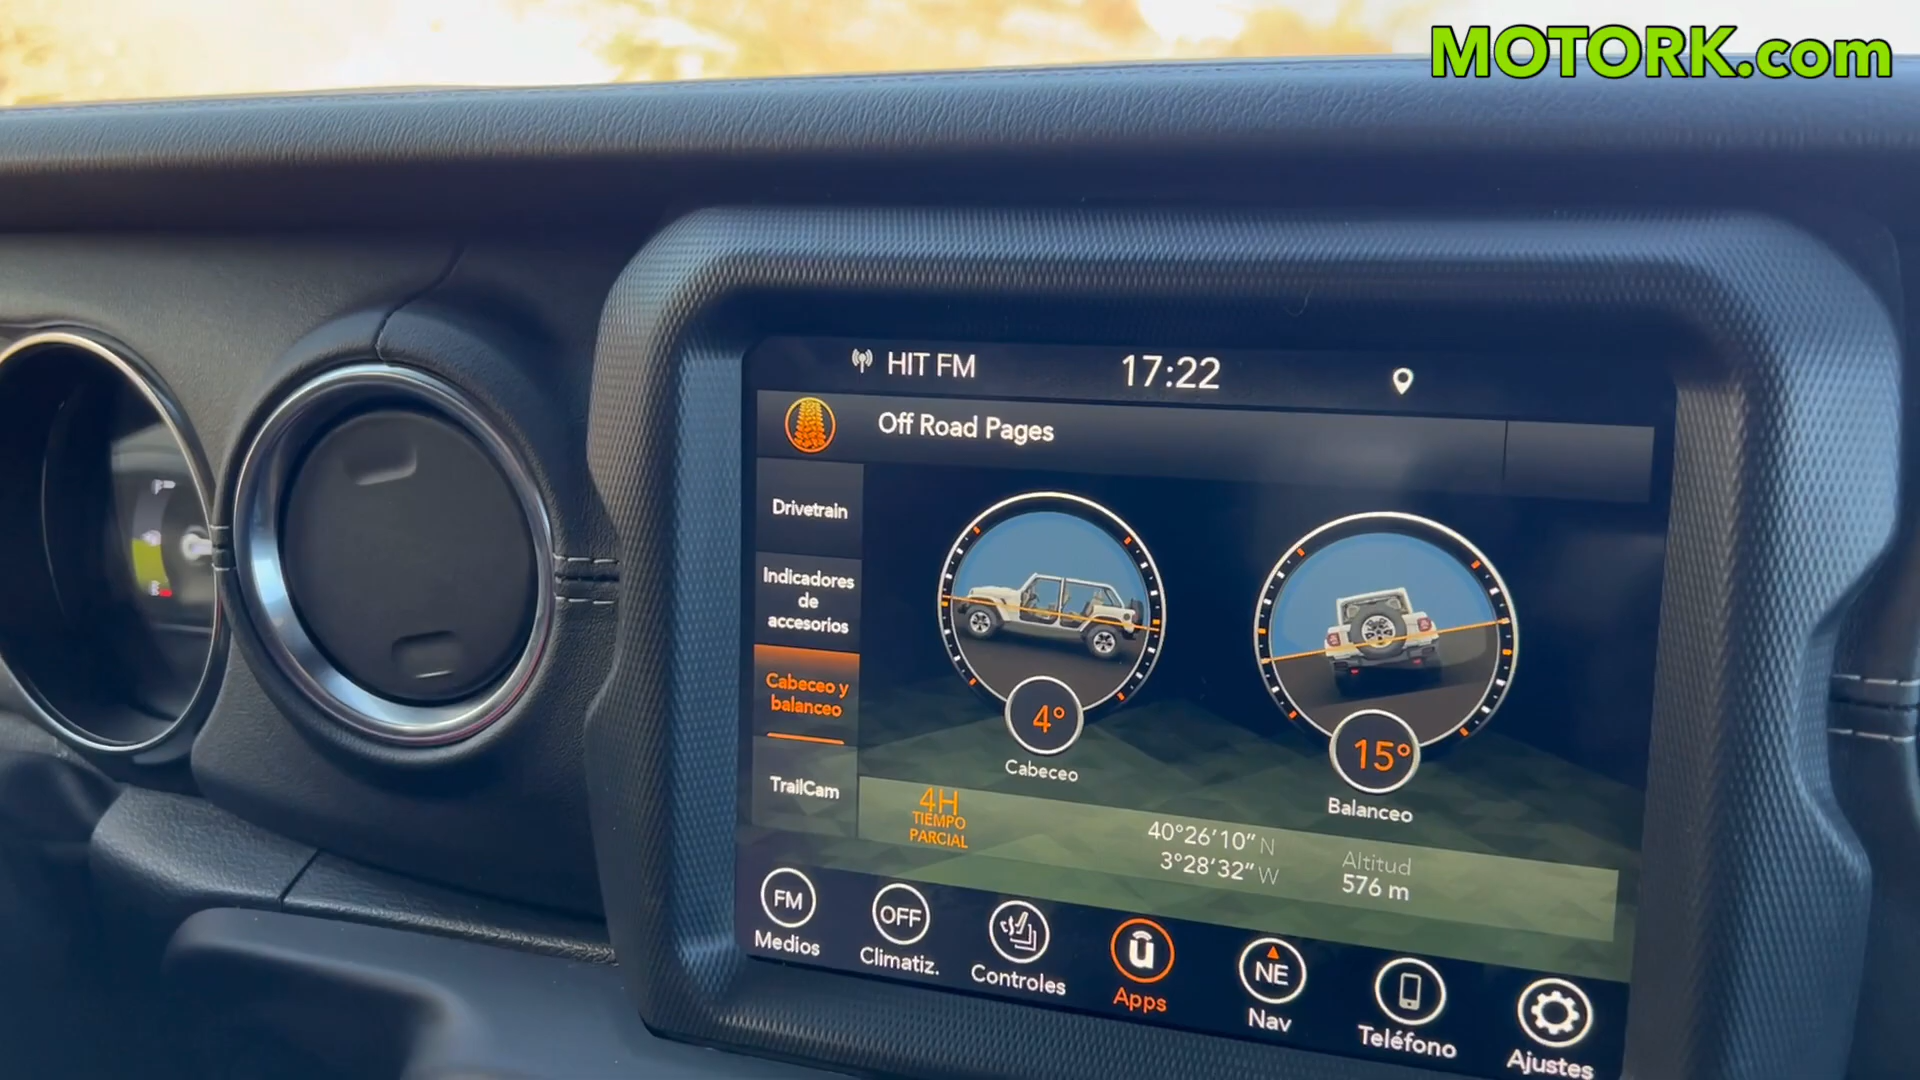 MOTORK.com
HIT FM
17:22
Off Road Pages
Drivetrain
Indicadores
de
accesorios
Cabeceo y
balanceo
TrailCam
4°
Cabeceo
15°
Balanceo
4H
TIEMPO
PARCIAL
40°26'10" N
3°28'32" W
Altitud
576 m
FM
Medios
OFF
Climatiz.
Controles
ū
Apps
NE
Nav
Teléfono
Ajustes